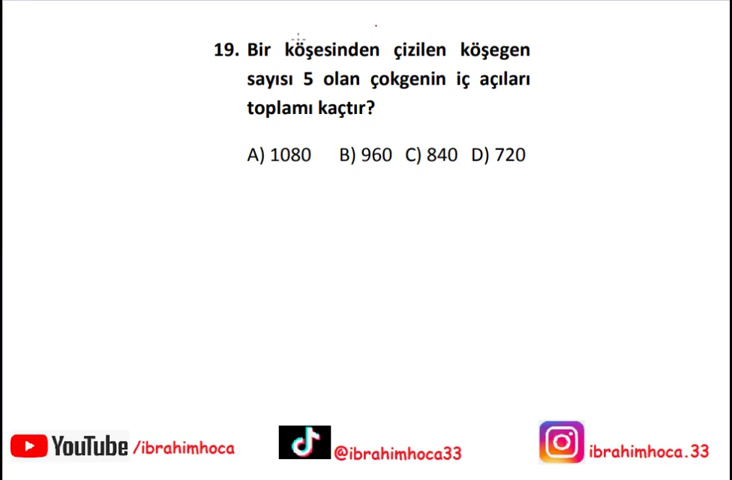 19. Bir köşesinden çizilen köşegen
sayısı 5 olan çokgenin iç açıları
toplamı kaçtır?
A) 1080 B) 960 C) 840 D) 720
YouTube /ibrahimhoca
@ibrahimhoca33
ibrahimhoca.33